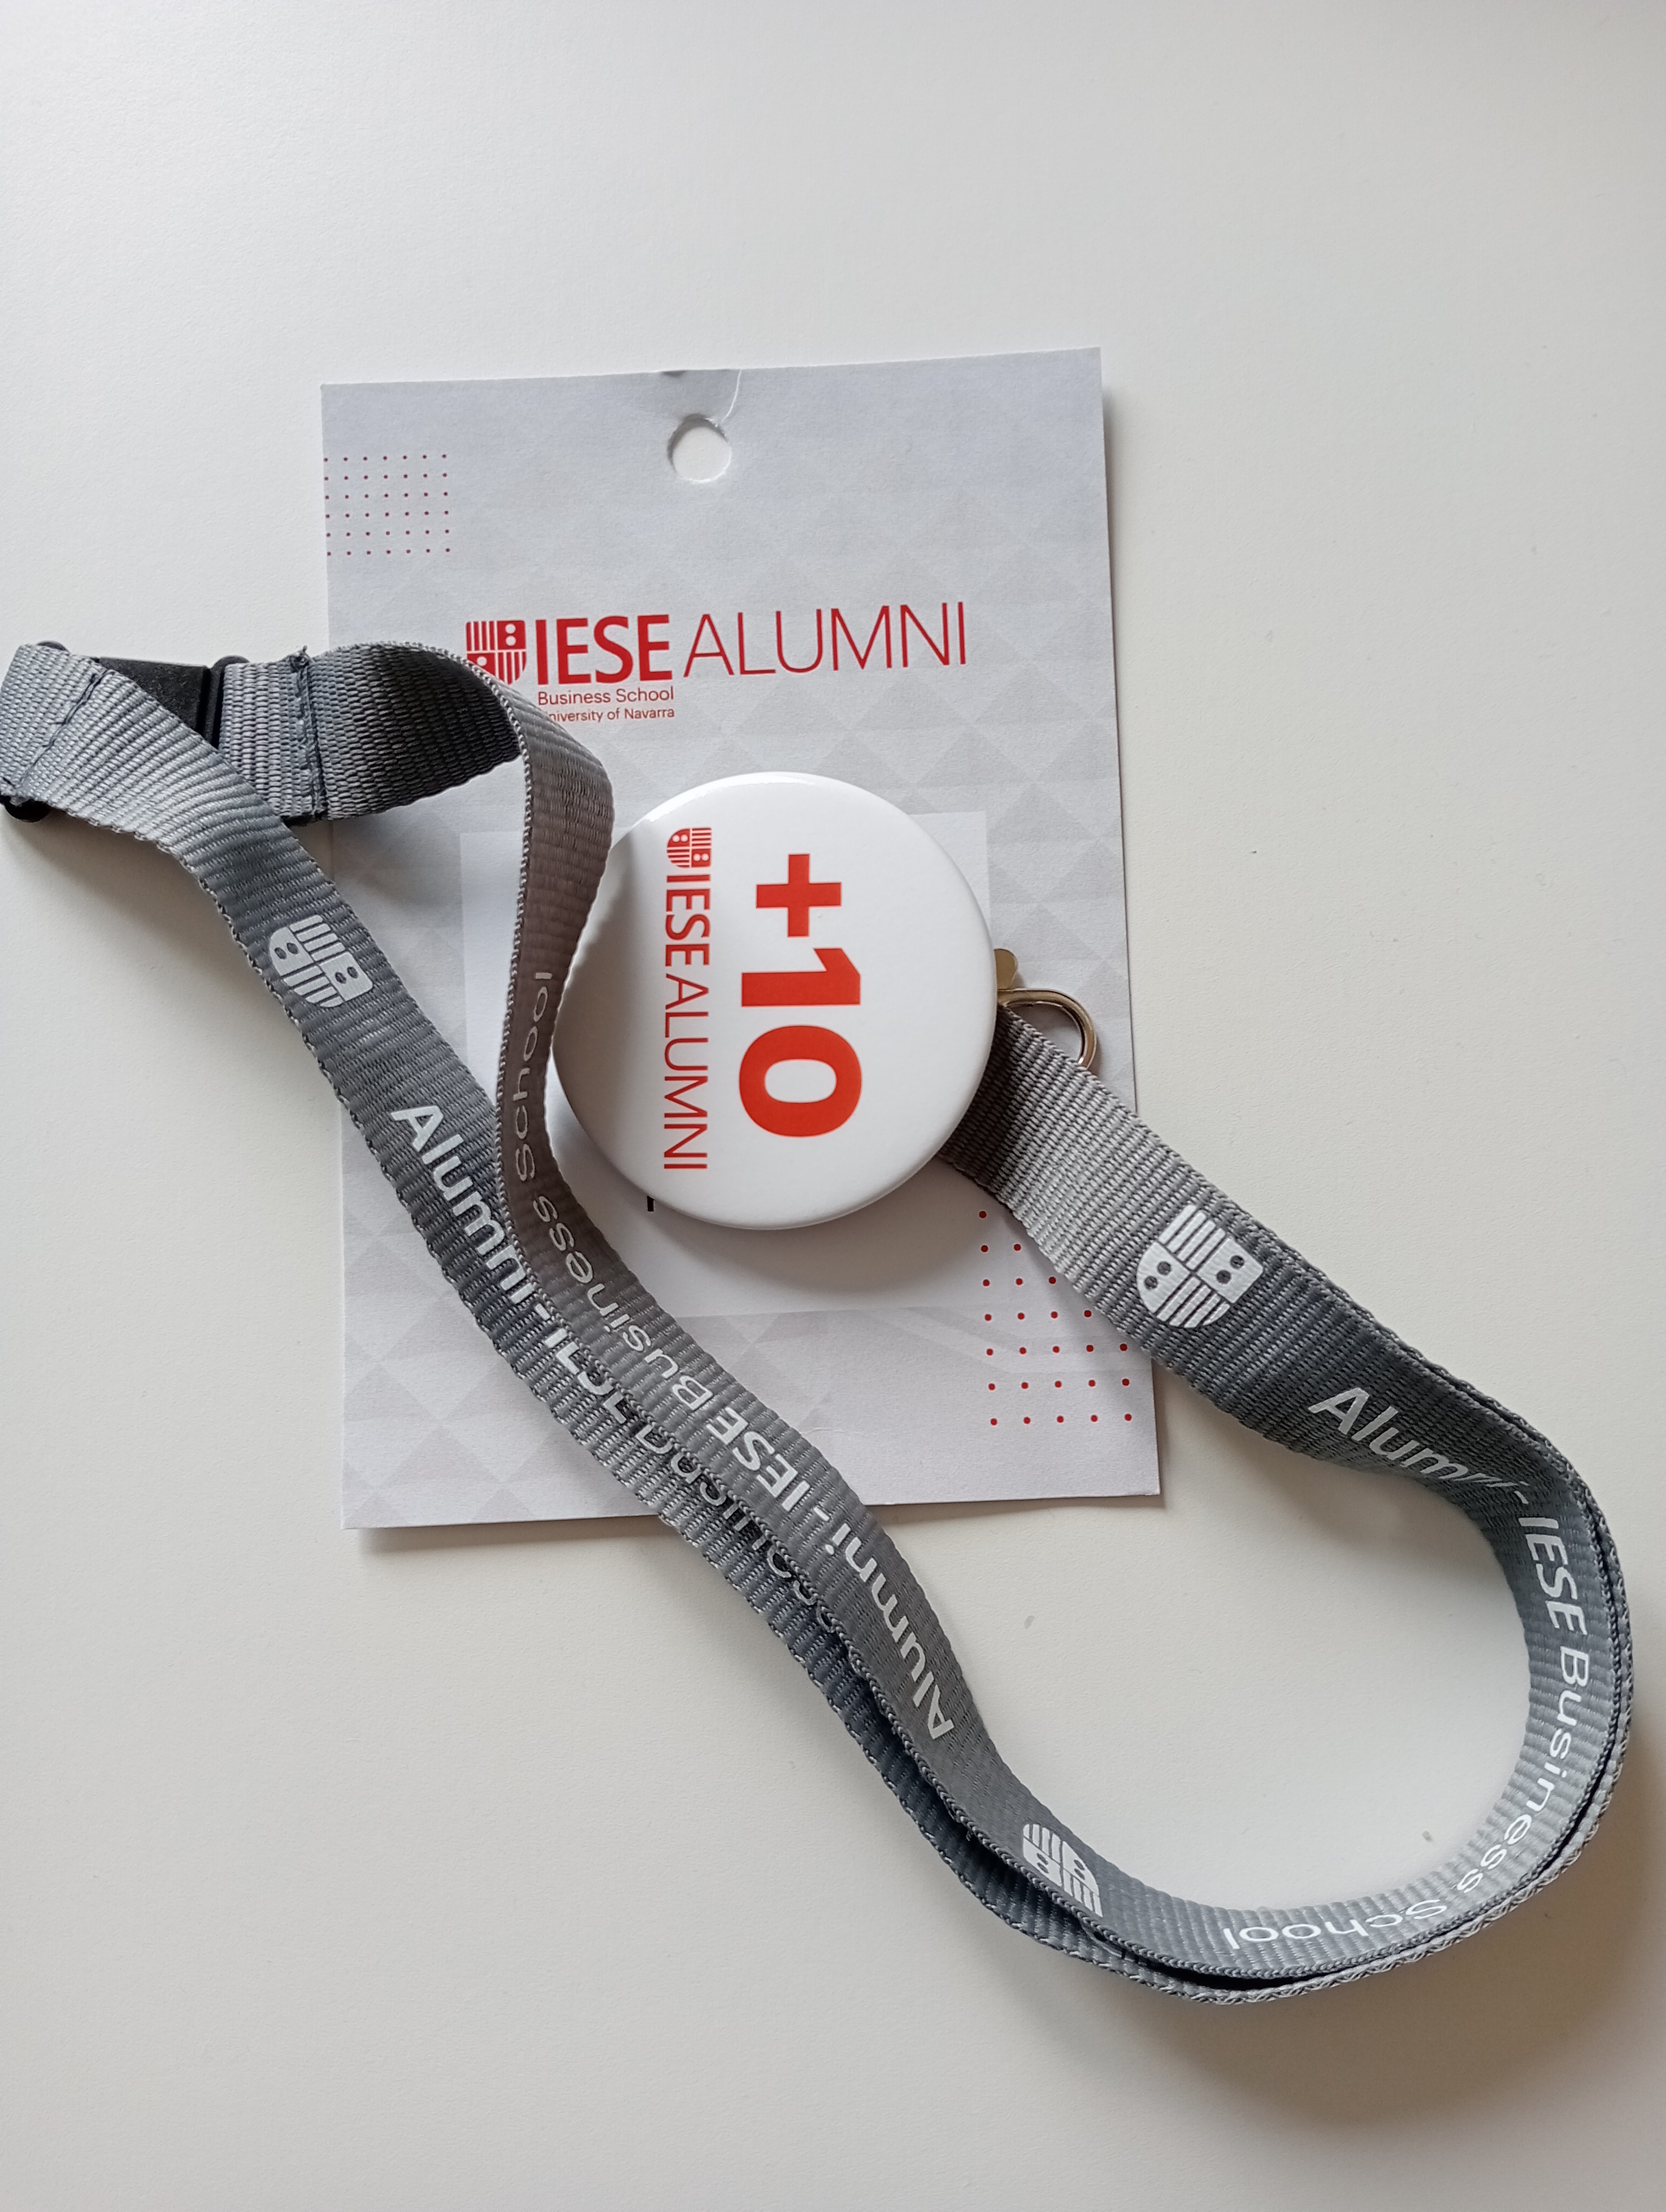 IESE ALUMNI
Business School
University of Navarra
+10
IESE ALUMNI
Alumni - IESE Business School
Alumni - IESE Business School
Alumni - IESE Business School